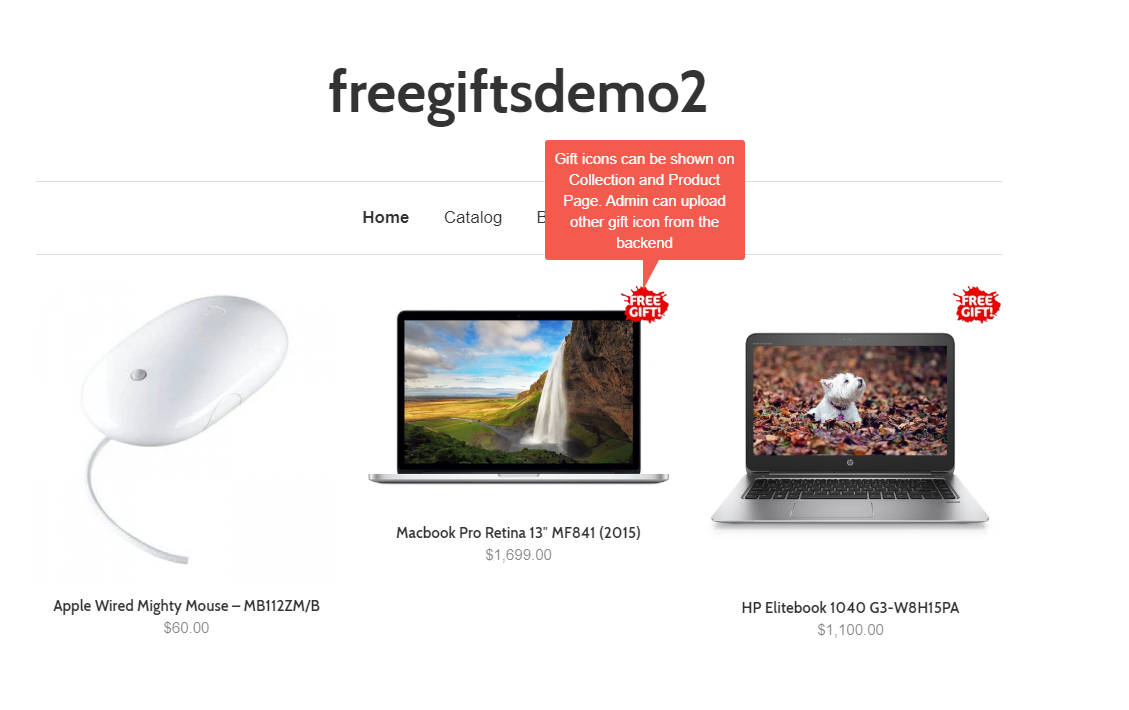 freegiftsdemo2
Gift icons can be shown on
Collection and Product
Page. Admin can upload
other gift icon from the
backend
Home
Catalog
B
FREE
GIFT!
FREE
GIFT!
Macbook Pro Retina 13" MF841 (2015)
$1,699.00
Apple Wired Mighty Mouse – MB112ZM/B
$60.00
HP Elitebook 1040 G3-W8H15PA
$1,100.00